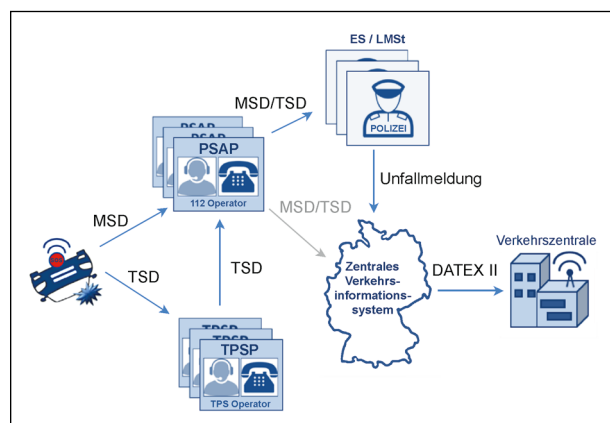 ES / LMSt
POLIZEI
MSD/TSD
PSAP
PSAP
PSAP
112 Operator
Unfallmeldung
MSD/TSD
MSD
TSD
TSD
Zentrales
Verkehrs-
informations-
system
DATEX II
Verkehrszentrale
TPSP
TPSP
TPSP
TPS Operator